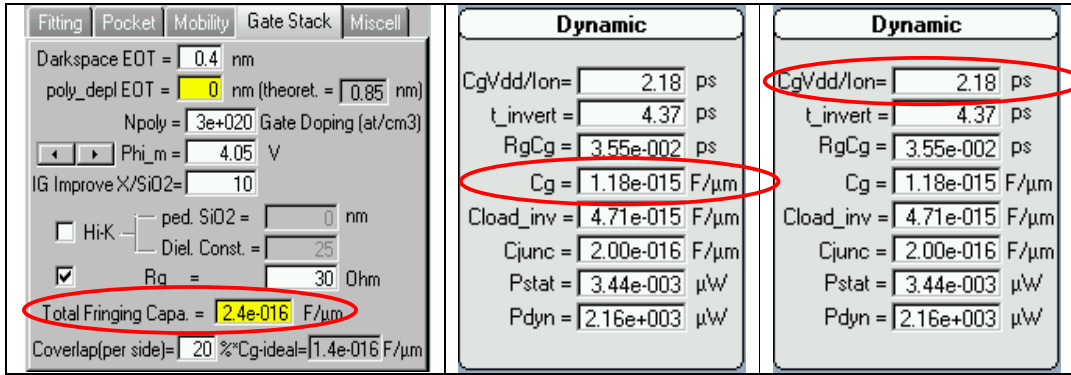 Fitting Pocket Mobility Gate Stack Miscell
Darkspace EOT = 0.4 nm
poly_depl EOT = 0 nm (theoret. = 0.85 nm)
Npoly = 3e+020 Gate Doping (at/cm3)
Phi_m = 4.05 V
IG Improve X/SiO2= 10
ped. SiO2 = 0 nm
Hi-K
Diel. Const. = 25
Rg = 30 Ohm
Total Fringing Capa. = 2.4e-016 F/µm
Coverlap(per side)= 20 %*Cg-ideal= 1.4e-016 F/µm
Dynamic
CgVdd/Ion= 2.18 ps
t_invert = 4.37 ps
RgCg = 3.55e-002 ps
Cg = 1.18e-015 F/µm
Cload_inv = 4.71e-015 F/µm
Cjunc = 2.00e-016 F/µm
Pstat = 3.44e-003 µW
Pdyn = 2.16e+003 µW
Dynamic
CgVdd/Ion= 2.18 ps
t_invert = 4.37 ps
RgCg = 3.55e-002 ps
Cg = 1.18e-015 F/µm
Cload_inv = 4.71e-015 F/µm
Cjunc = 2.00e-016 F/µm
Pstat = 3.44e-003 µW
Pdyn = 2.16e+003 µW